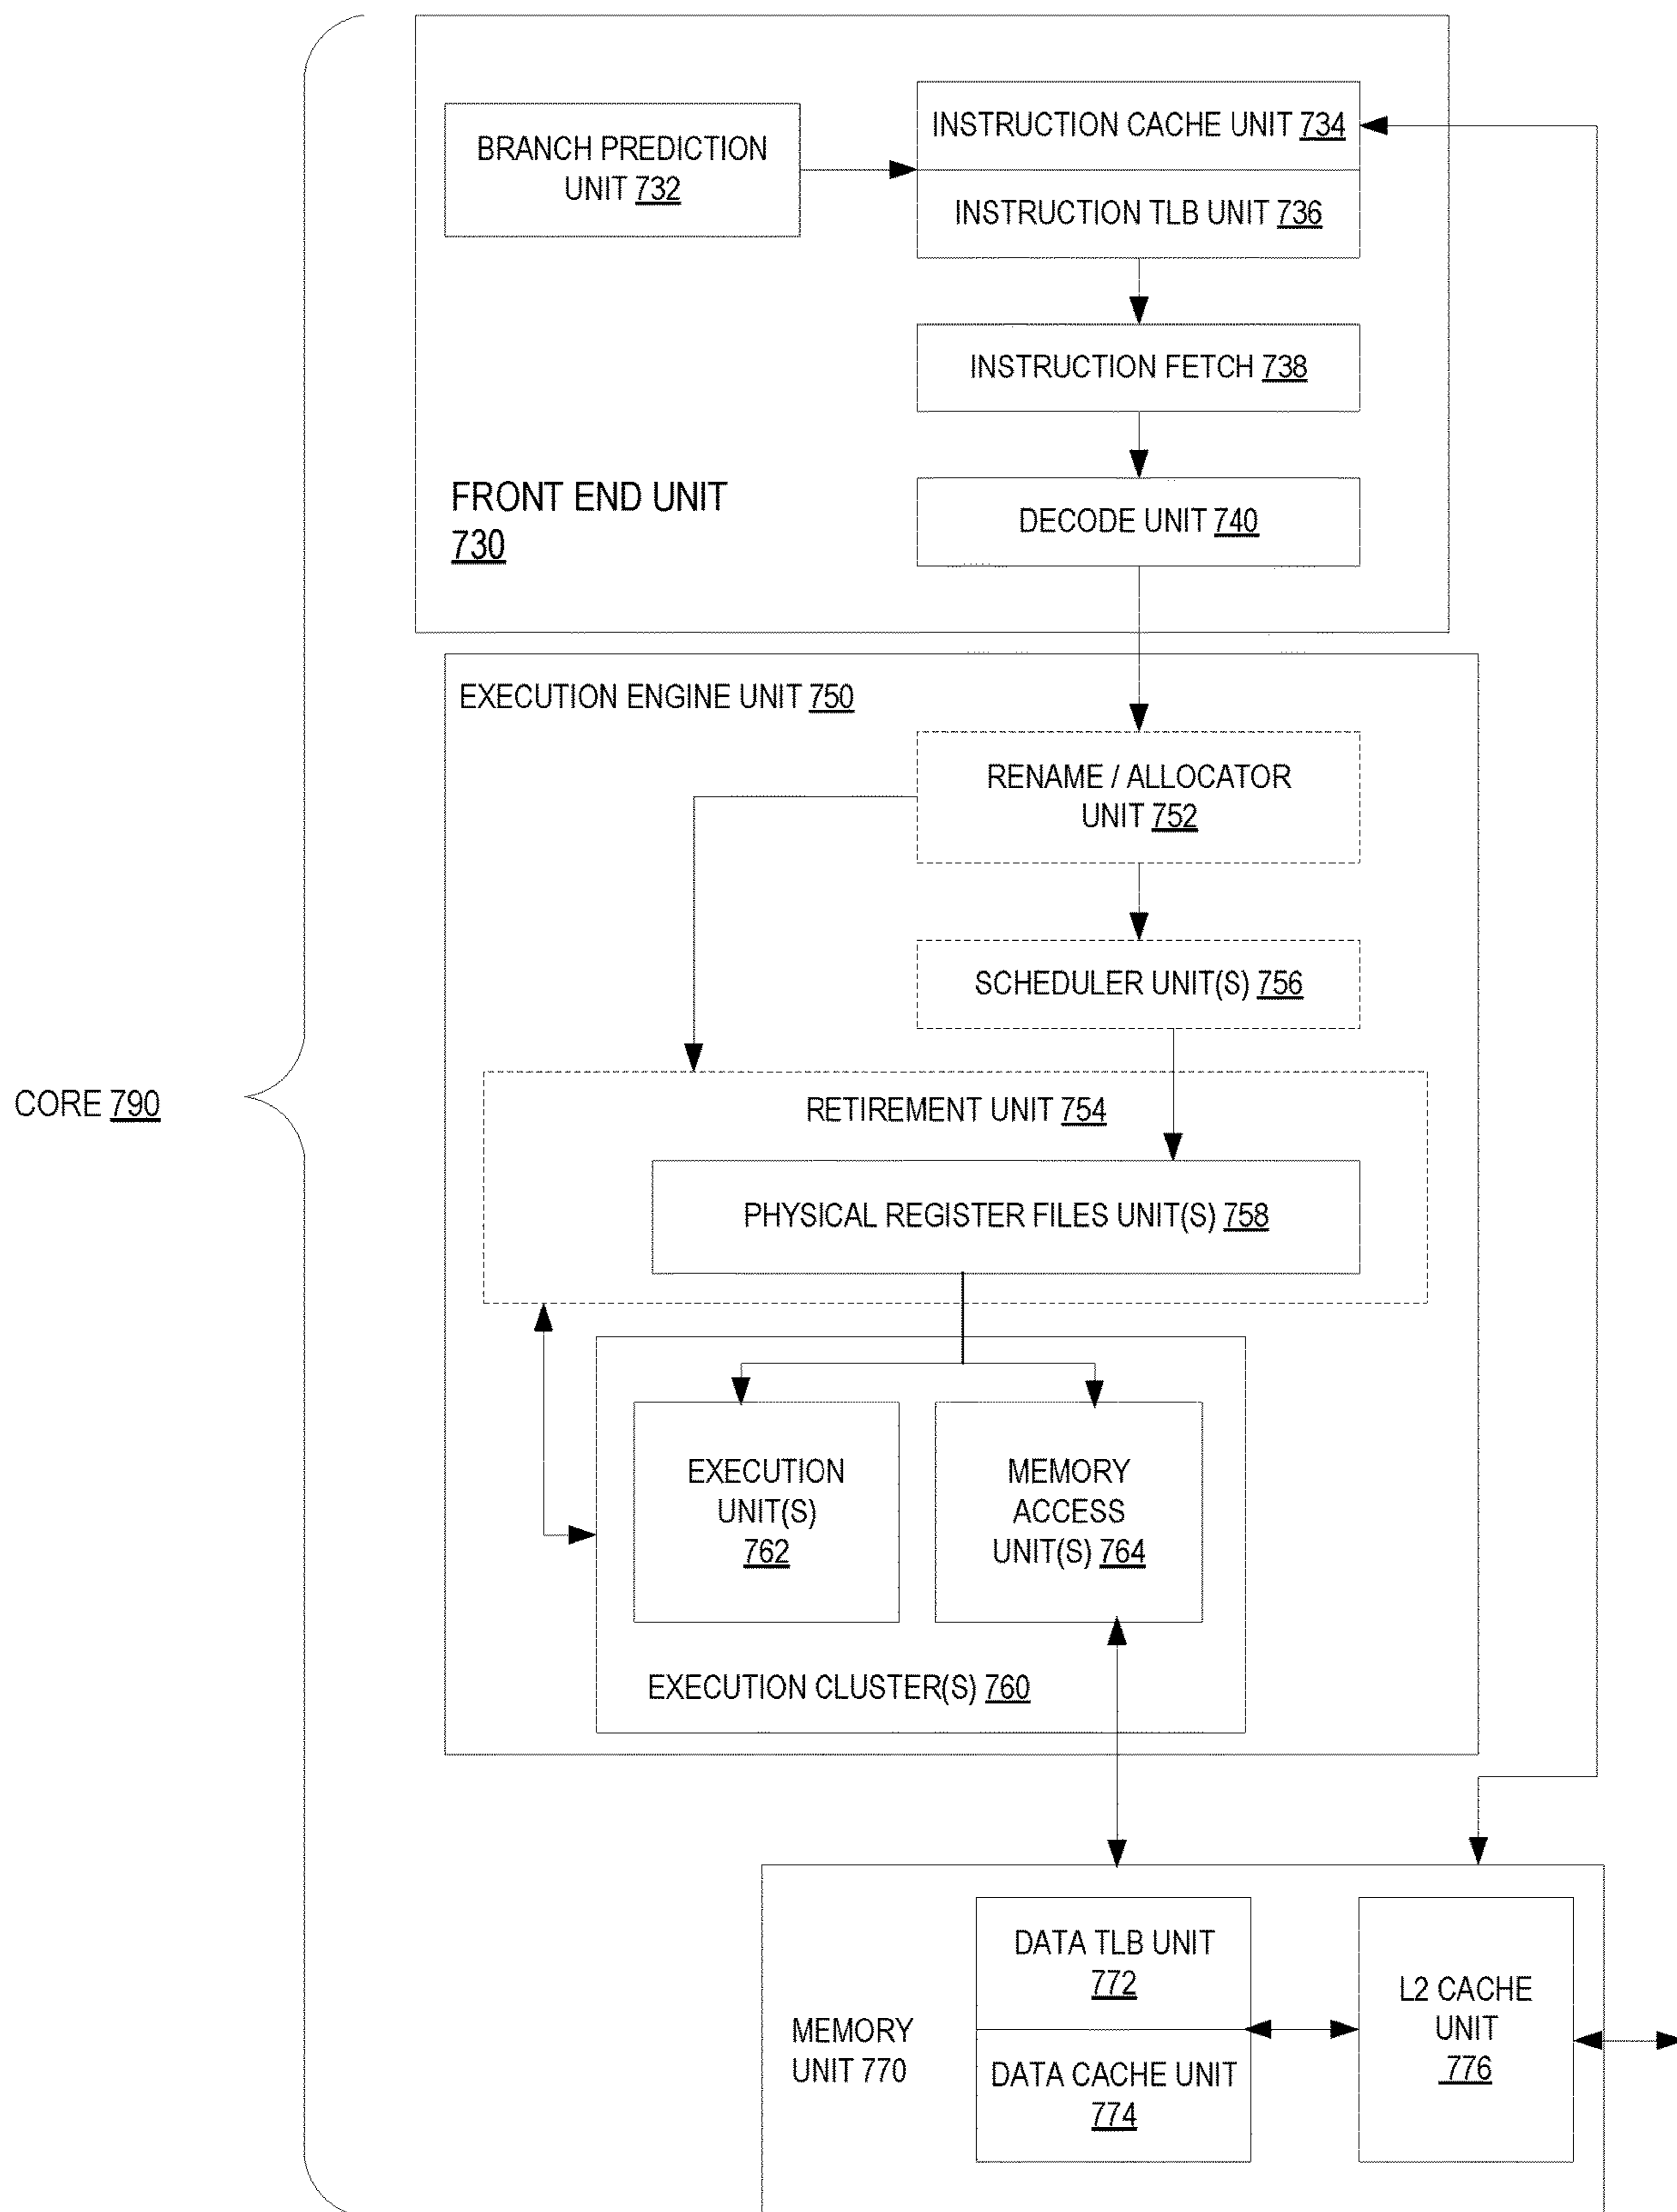 BRANCH PREDICTION
UNIT 732
INSTRUCTION CACHE UNIT 734
INSTRUCTION TLB UNIT 736
INSTRUCTION FETCH 738
FRONT END UNIT
730
DECODE UNIT 740
EXECUTION ENGINE UNIT 750
RENAME / ALLOCATOR
UNIT 752
SCHEDULER UNIT(S) 756
CORE 790
RETIREMENT UNIT 754
PHYSICAL REGISTER FILES UNIT(S) 758
EXECUTION
UNIT(S)
762
MEMORY
ACCESS
UNIT(S) 764
EXECUTION CLUSTER(S) 760
MEMORY
UNIT 770
DATA TLB UNIT
772
DATA CACHE UNIT
774
L2 CACHE
UNIT
776